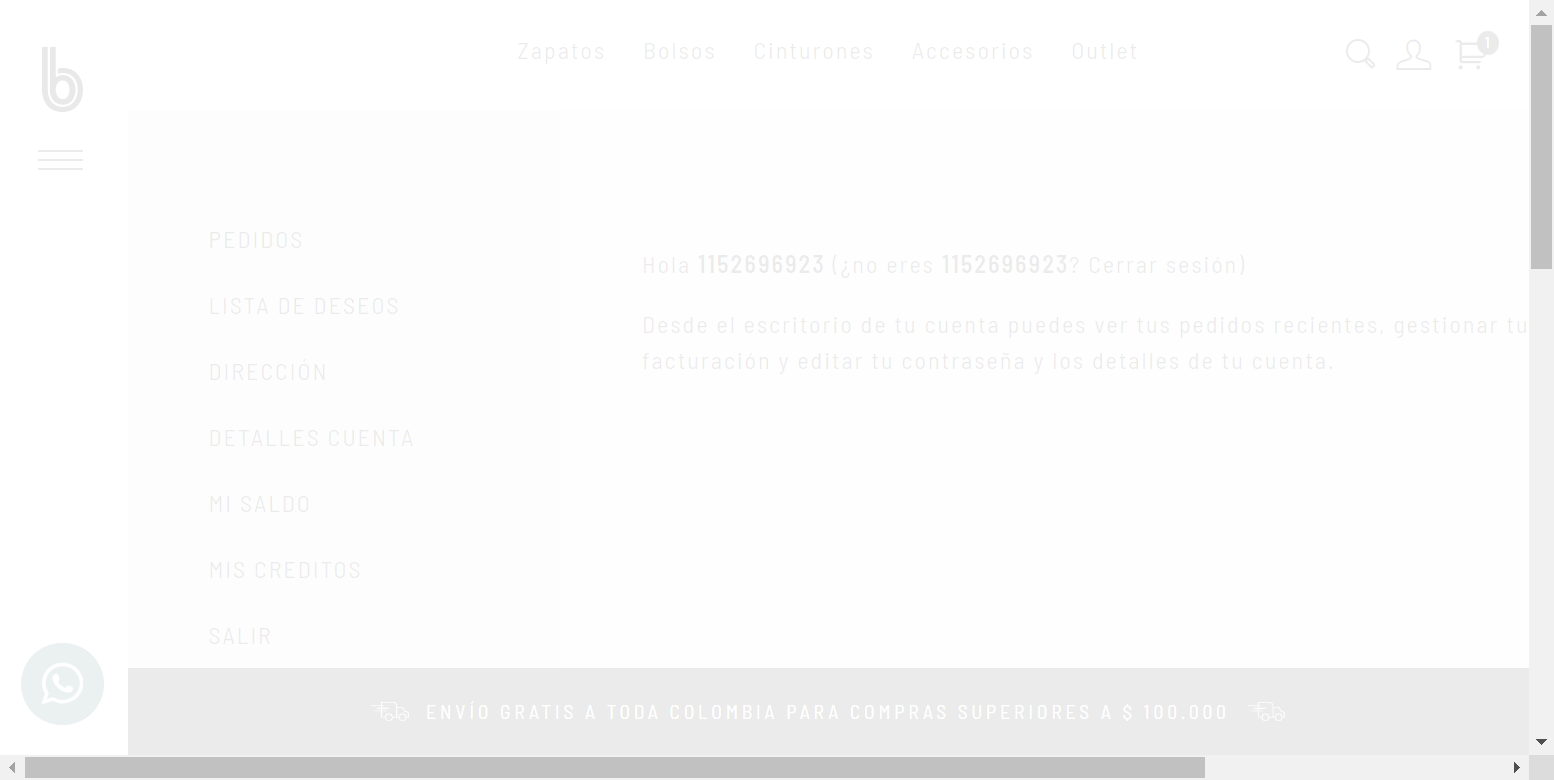 Zapatos Bolsos Cinturones Accesorios Outlet
1
b
PEDIDOS
LISTA DE DESEOS
DIRECCIÓN
DETALLES CUENTA
MI SALDO
MIS CREDITOS
SALIR
Hola 1152696923 (¿no eres 1152696923? Cerrar sesión)
Desde el escritorio de tu cuenta puedes ver tus pedidos recientes, gestionar tu
facturación y editar tu contraseña y los detalles de tu cuenta.
ENVÍO GRATIS A TODA COLOMBIA PARA COMPRAS SUPERIORES A $ 100.000